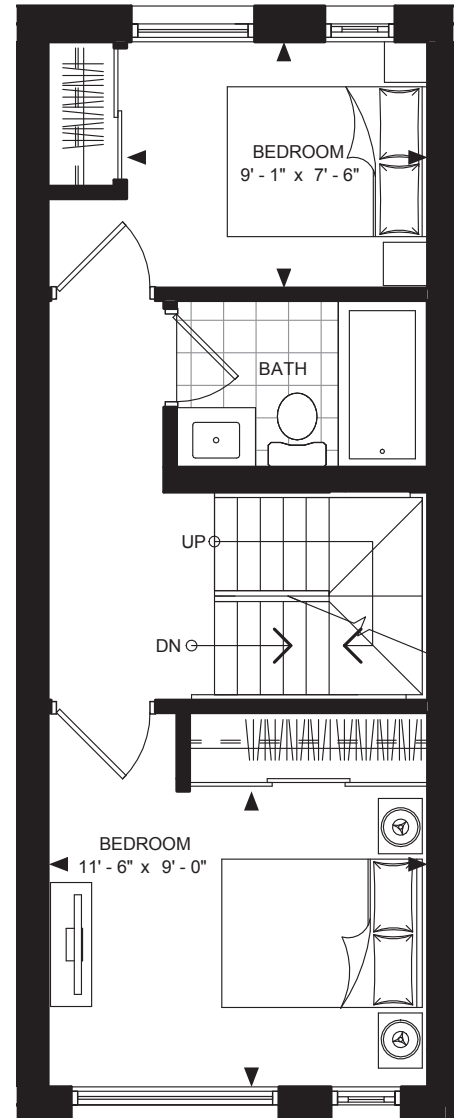 BEDROOM
9' - 1" x 7' - 6"
BATH
UP
DN
BEDROOM
11' - 6" x 9' - 0"